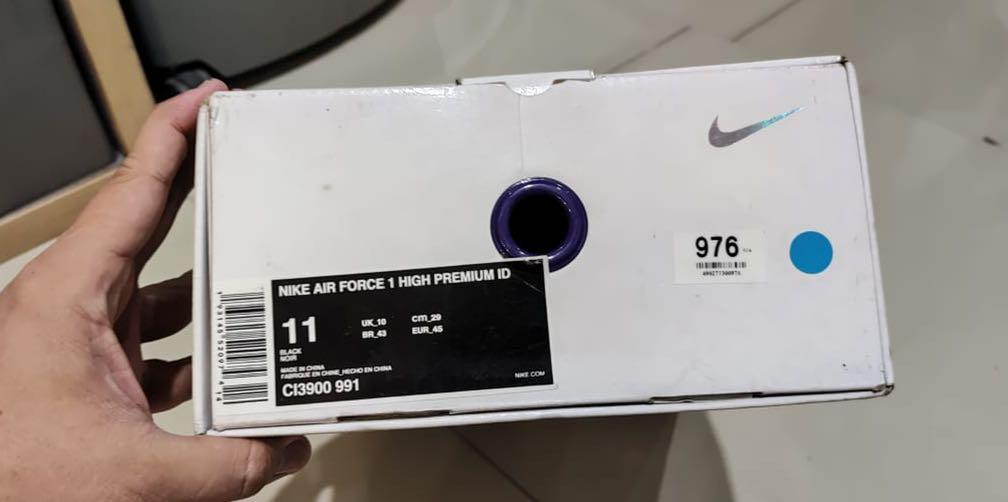 976
NIKE AIR FORCE 1 HIGH PREMIUM ID
11
UK_10 CM_29
BR_43 EUR_45
BLACK
NOIR
MADE IN CHINA
FABRIQUE EN CHINE_HECHO EN CHINA
NIKE.COM
CI3900 991